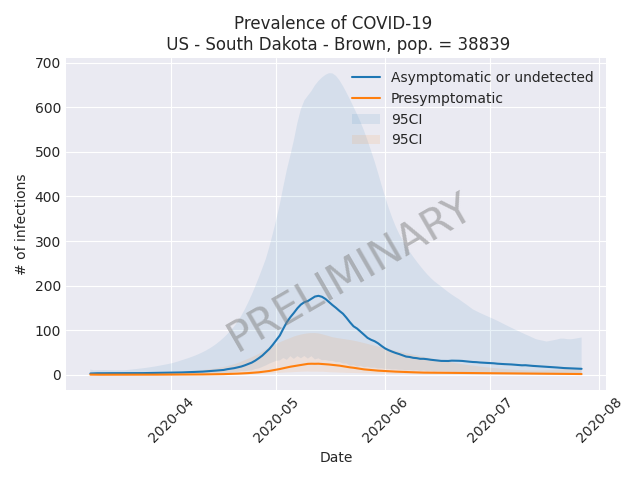 Prevalence of COVID-19
US - South Dakota - Brown, pop. = 38839
700
600
500
400
300
200
100
0
# of infections
Asymptomatic or undetected
Presymptomatic
95CI
95CI
PRELIMINARY
2020-04
2020-05
2020-06
2020-07
2020-08
Date